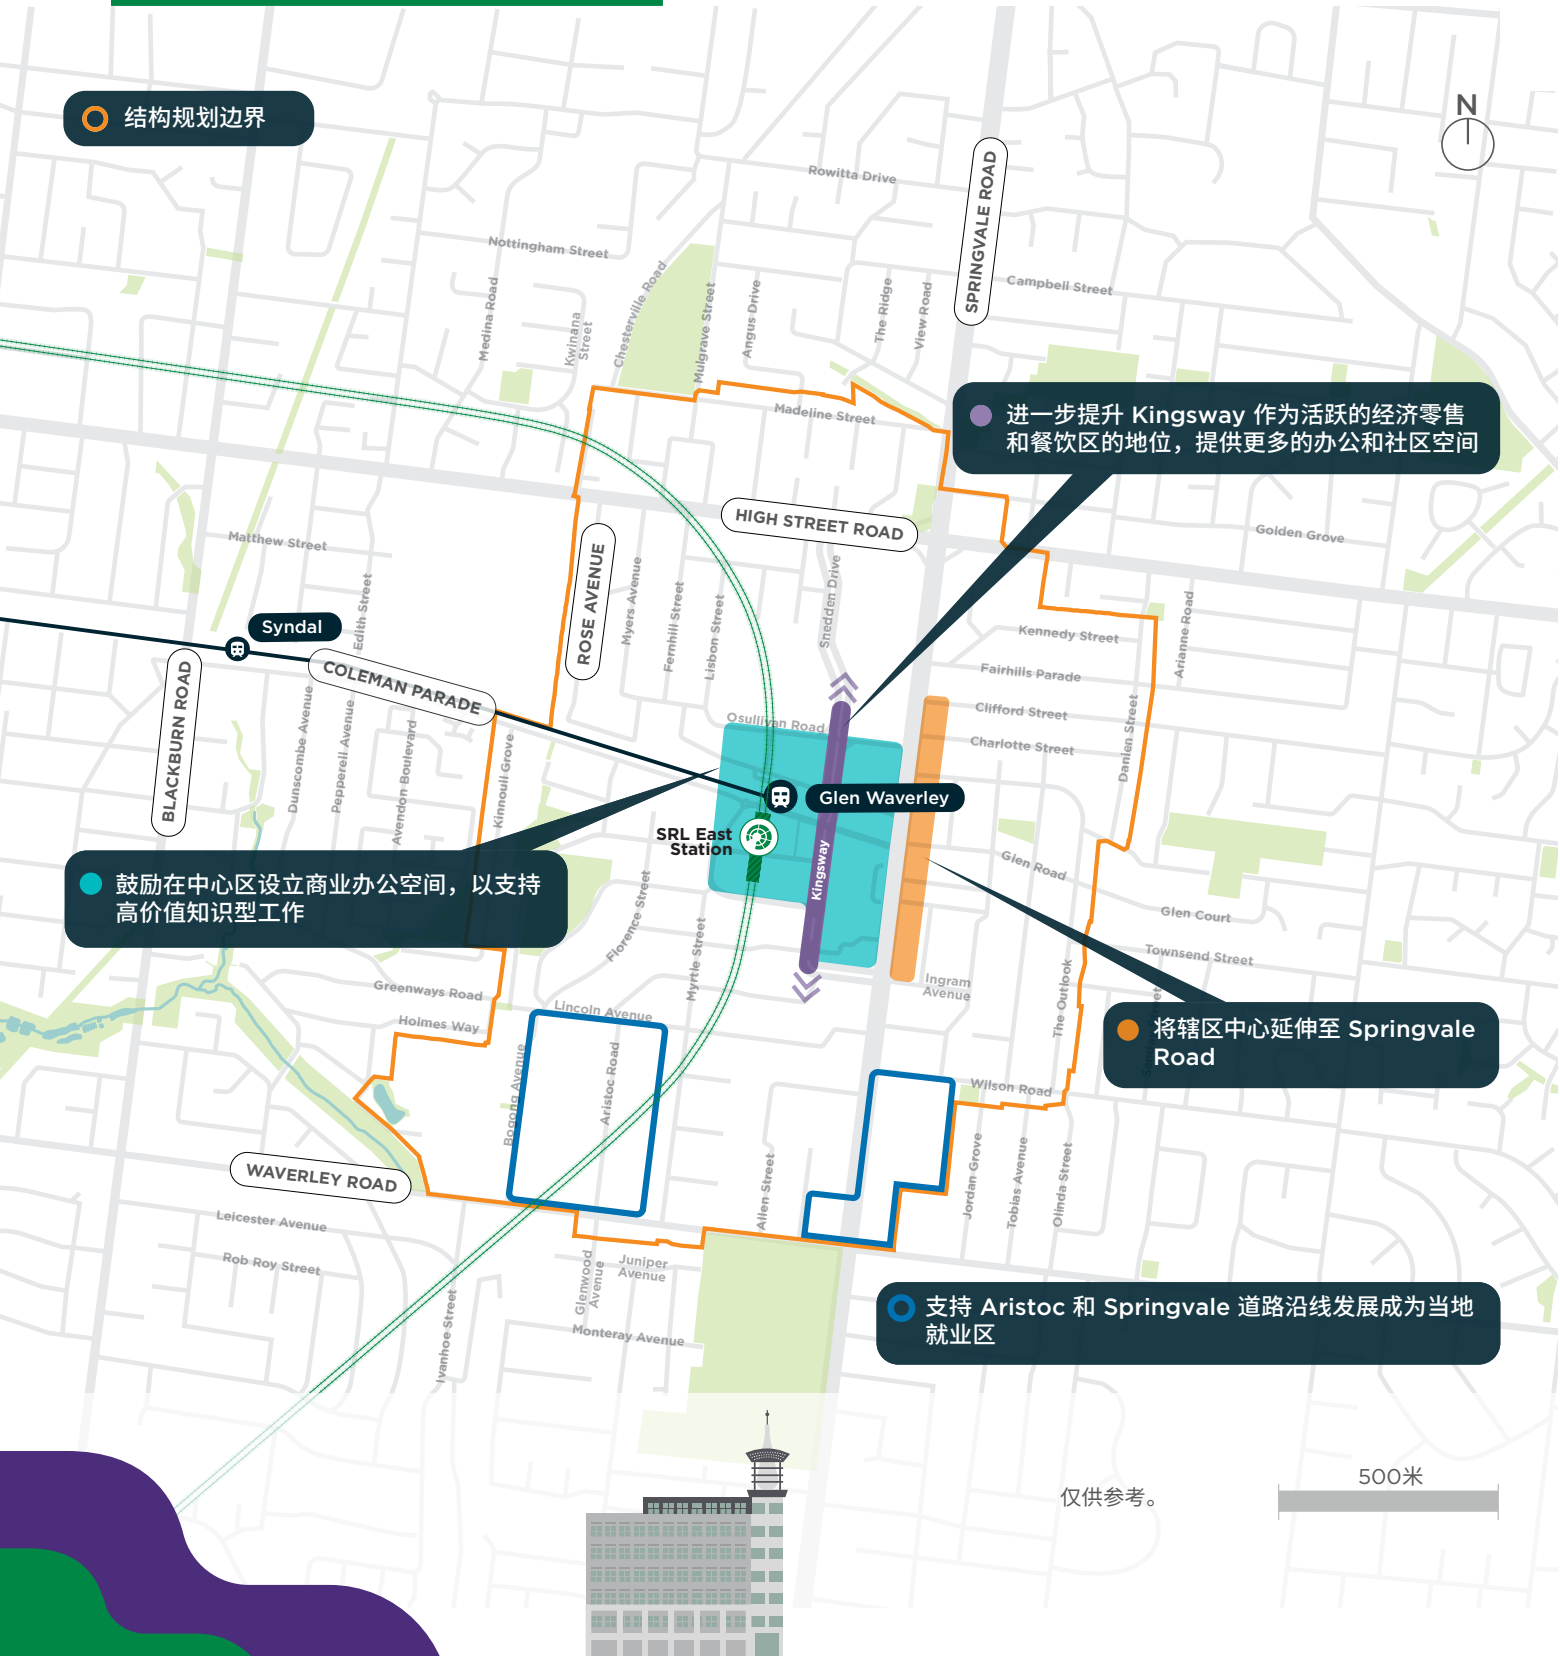 结构规划边界
N
Rowitta Drive
SPRINGVALE ROAD
Nottingham Street
Medina Road
Kwinana
Street
Chesterville Road
Mulgrave Street
Angus Drive
The Ridge
View Road
Campbell Street
Madeline Street
进一步提升 Kingsway 作为活跃的经济零售
和餐饮区的地位，提供更多的办公和社区空间
HIGH STREET ROAD
Golden Grove
Matthew Street
Edith Street
ROSE AVENUE
Myers Avenue
Fernhill Street
Lisbon Street
Snedden Drive
Kennedy Street
Arianne Road
Syndal
COLEMAN PARADE
BLACKBURN ROAD
Fairhills Parade
Clifford Street
Charlotte Street
Danien Street
Osullivan Road
Dunscombe Avenue
Pepperell Avenue
Avendon Boulevard
Kinnoull Grove
Glen Waverley
SRL East
Station
Kingsway
Glen Road
鼓励在中心区设立商业办公空间，以支持
高价值知识型工作
Florence Street
Myrtle Street
Glen Court
Townsend Street
Ingram
Avenue
The Outlook
Greenways Road
Holmes Way
Lincoln Avenue
将辖区中心延伸至 Springvale
Road
Bogong Avenue
Aristoc Road
Wilson Road
WAVERLEY ROAD
Allen Street
Jordan Grove
Tobias Avenue
Olinda Street
Leicester Avenue
Rob Roy Street
Glenwood
Avenue
Juniper
Avenue
Ivanhoe Street
Monteray Avenue
支持 Aristoc 和 Springvale 道路沿线发展成为当地
就业区
仅供参考。
500米